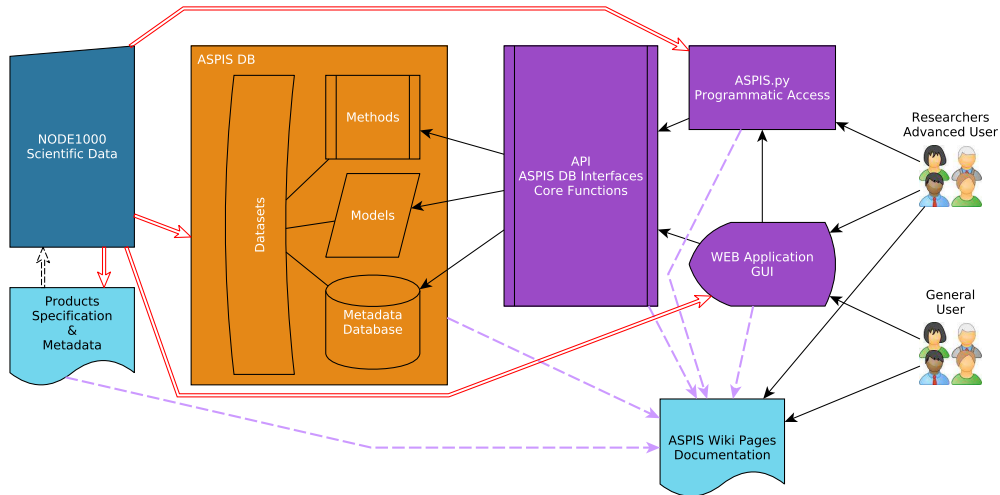 NODE1000
Scientific Data
Products
Specification
&
Metadata
ASPIS DB
Datasets
Methods
Models
Metadata
Database
API
ASPIS DB Interfaces
Core Functions
ASPIS.py
Programmatic Access
WEB Application
GUI
Researchers
Advanced User
General
User
ASPIS Wiki Pages
Documentation